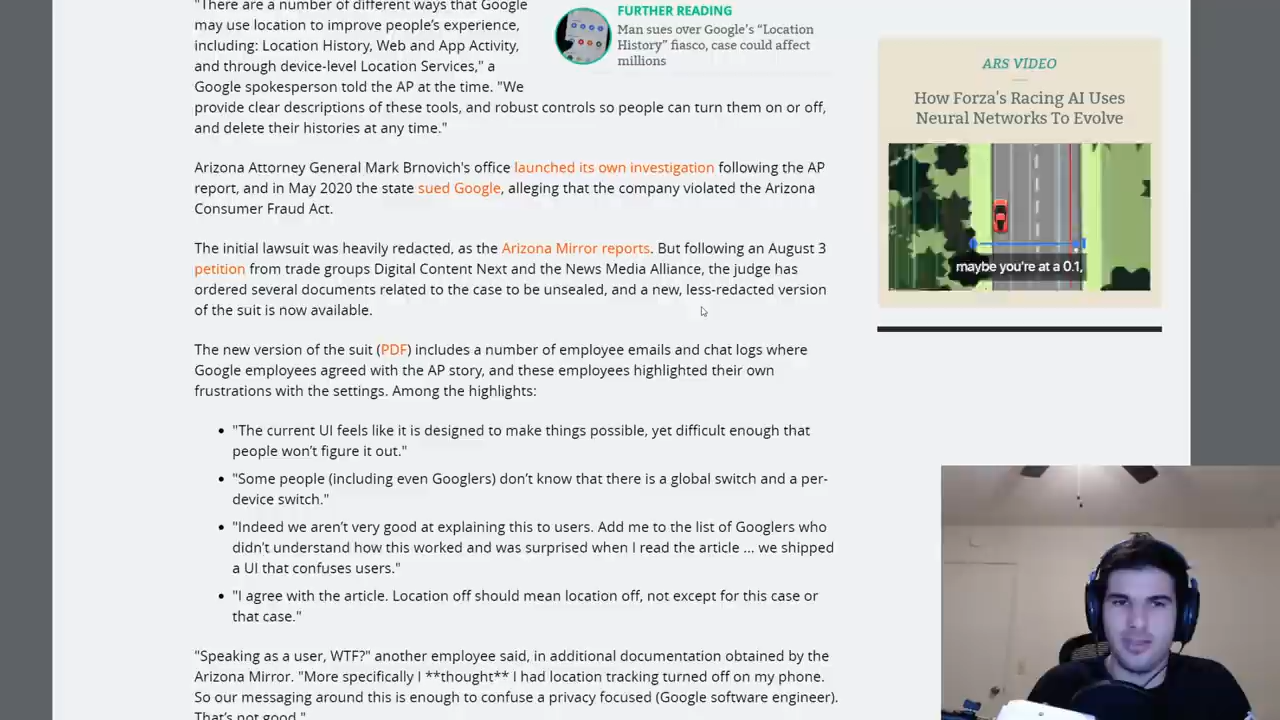 "There are a number of different ways that Google
may use location to improve people's experience,
including: Location History, Web and App Activity,
and through device-level Location Services," a
Google spokesperson told the AP at the time. "We
provide clear descriptions of these tools, and robust controls so people can turn them on or off,
and delete their histories at any time."
FURTHER READING
Man sues over Google's "Location
History" fiasco, case could affect
millions
Arizona Attorney General Mark Brnovich's office launched its own investigation following the AP
report, and in May 2020 the state sued Google, alleging that the company violated the Arizona
Consumer Fraud Act.
The initial lawsuit was heavily redacted, as the Arizona Mirror reports. But following an August 3
petition from trade groups Digital Content Next and the News Media Alliance, the judge has
ordered several documents related to the case to be unsealed, and a new, less-redacted version
of the suit is now available.
The new version of the suit (PDF) includes a number of employee emails and chat logs where
Google employees agreed with the AP story, and these employees highlighted their own
frustrations with the settings. Among the highlights:
• "The current UI feels like it is designed to make things possible, yet difficult enough that
people won't figure it out."
• "Some people (including even Googlers) don't know that there is a global switch and a per-
device switch."
• "Indeed we aren't very good at explaining this to users. Add me to the list of Googlers who
didn't understand how this worked and was surprised when I read the article ... we shipped
a UI that confuses users."
• "I agree with the article. Location off should mean location off, not except for this case or
that case."
"Speaking as a user, WTF?" another employee said, in additional documentation obtained by the
Arizona Mirror. "More specifically I **thought** I had location tracking turned off on my phone.
So our messaging around this is enough to confuse a privacy focused (Google software engineer).
That's not good."
ARS VIDEO
How Forza's Racing AI Uses
Neural Networks To Evolve
maybe you're at a 0.1,